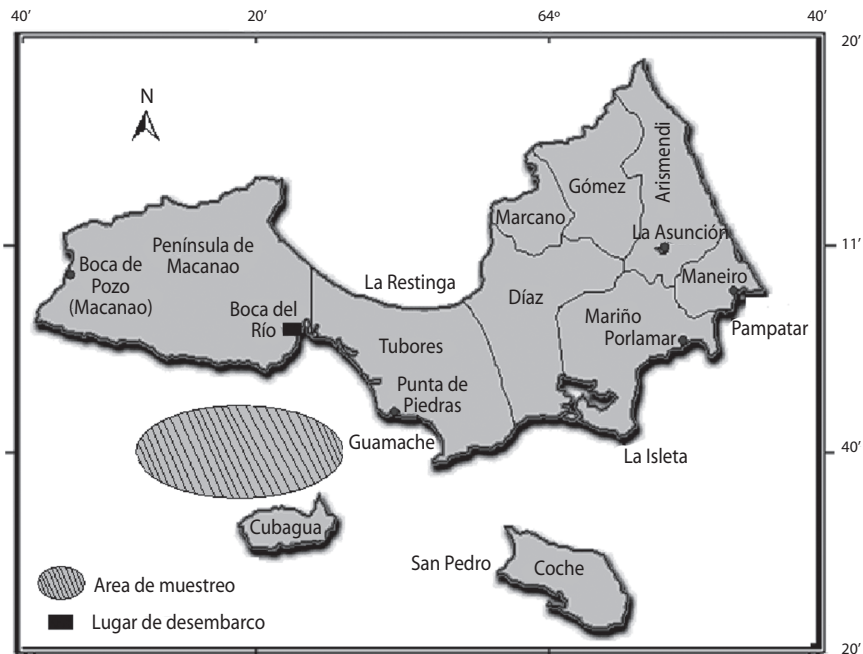 40’
20’
64º
40’
20’
N
Arismendi
Gómez
Marcano
La Asunción
11’
Península de
Macanao
Boca de
Pozo
(Macanao)
La Restinga
Maneiro
Díaz
Boca del
Río
Mariño
Porlamar
Pampatar
Tubores
Punta de
Piedras
Guamache
La Isleta
40’
Cubagua
San Pedro
Coche
Area de muestreo
Lugar de desembarco
20’